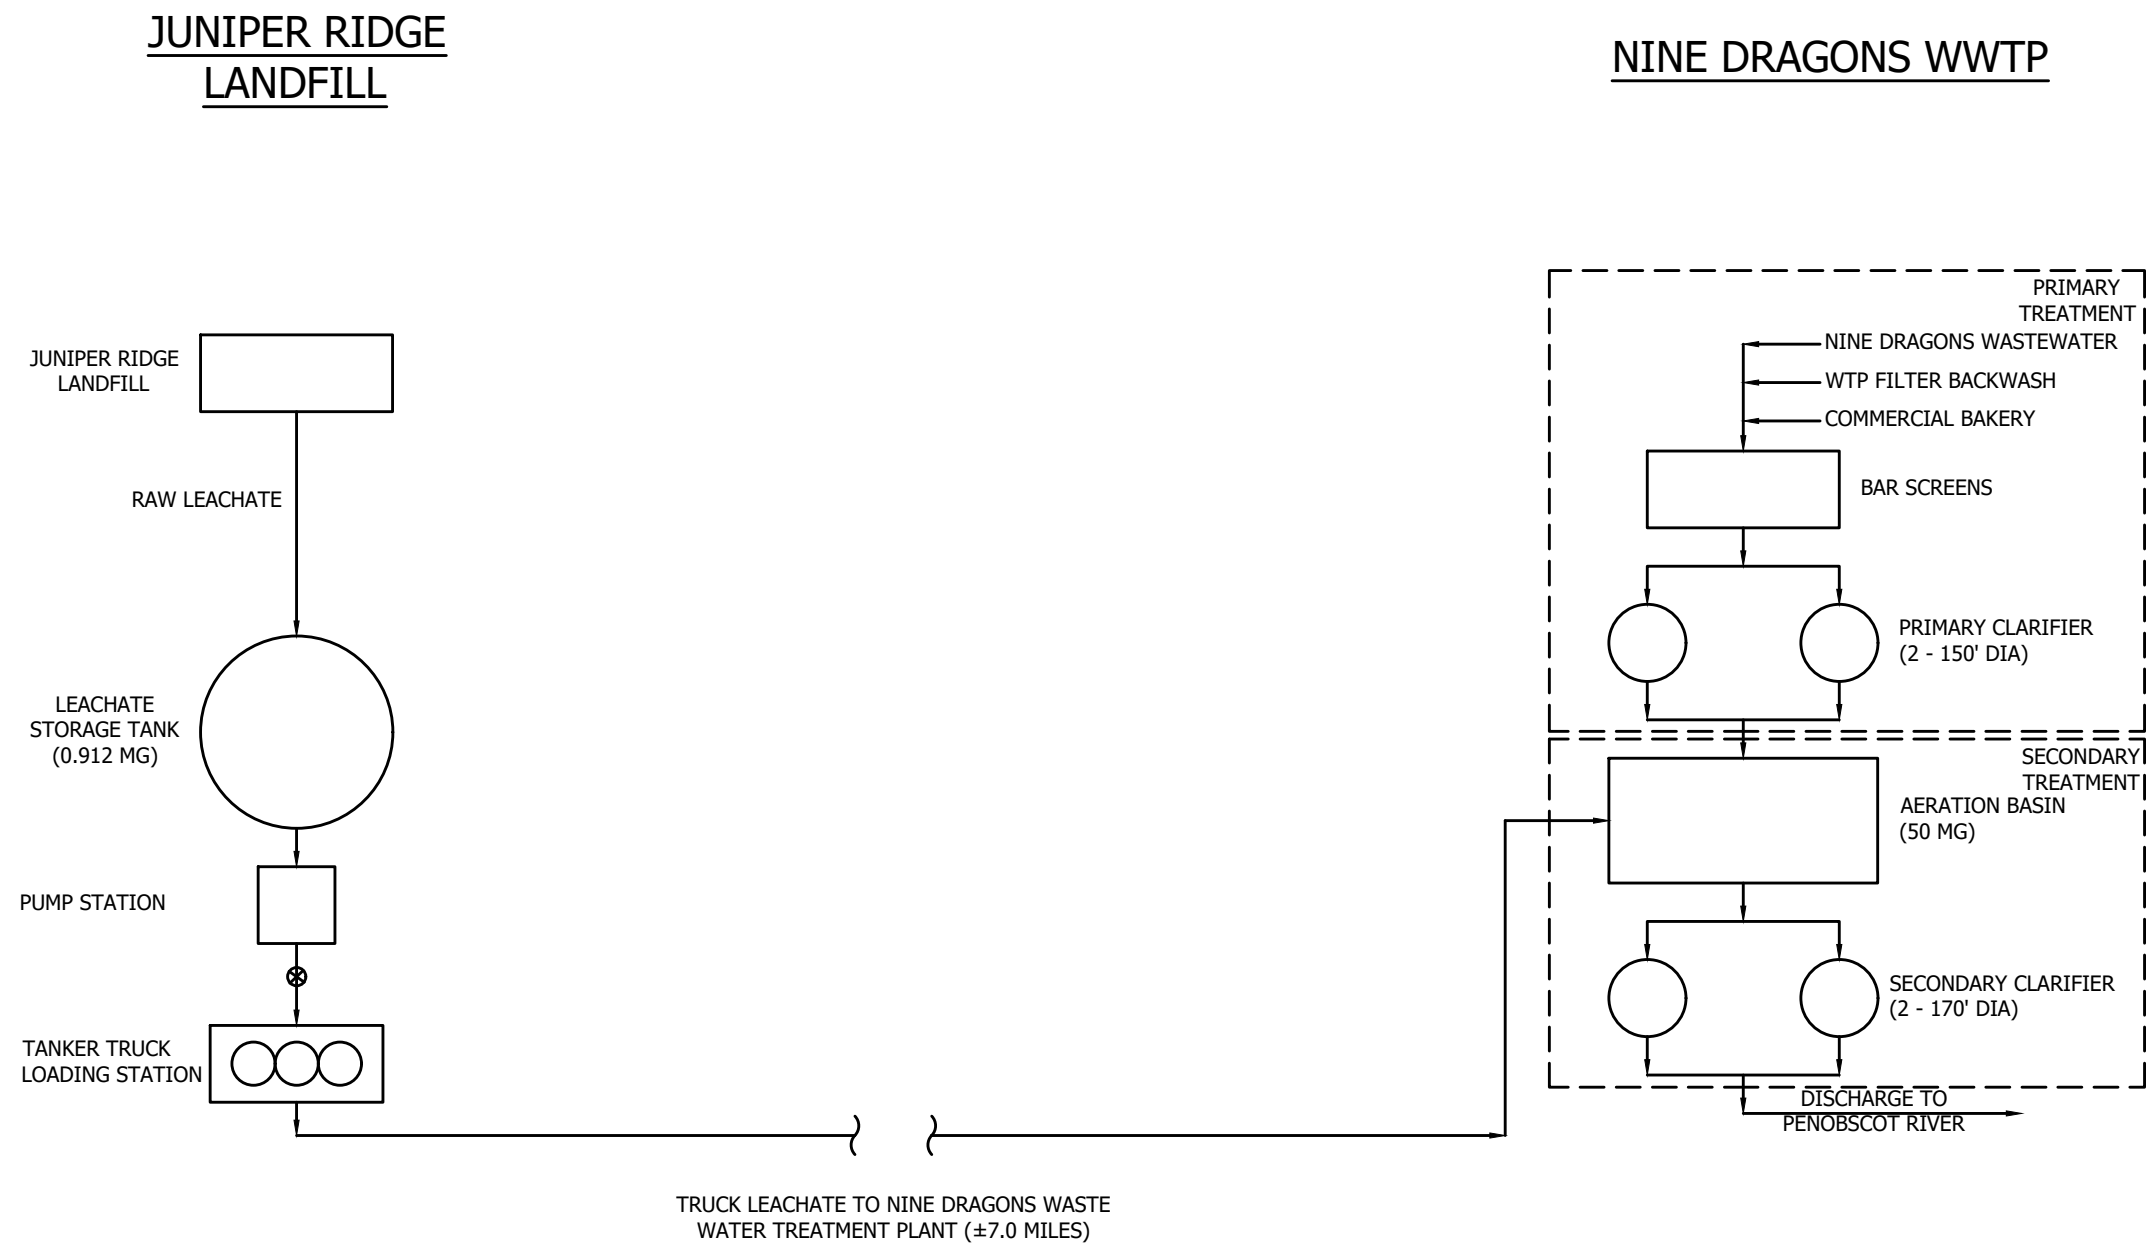 JUNIPER RIDGE
LANDFILL
NINE DRAGONS WWTP
JUNIPER RIDGE
LANDFILL
RAW LEACHATE
LEACHATE
STORAGE TANK
(0.912 MG)
PUMP STATION
TANKER TRUCK
LOADING STATION
TRUCK LEACHATE TO NINE DRAGONS WASTE
WATER TREATMENT PLANT (±7.0 MILES)
PRIMARY
TREATMENT
NINE DRAGONS WASTEWATER
WTP FILTER BACKWASH
COMMERCIAL BAKERY
BAR SCREENS
PRIMARY CLARIFIER
(2 - 150' DIA)
SECONDARY
TREATMENT
AERATION BASIN
(50 MG)
SECONDARY CLARIFIER
(2 - 170' DIA)
DISCHARGE TO
PENOBSCOT RIVER